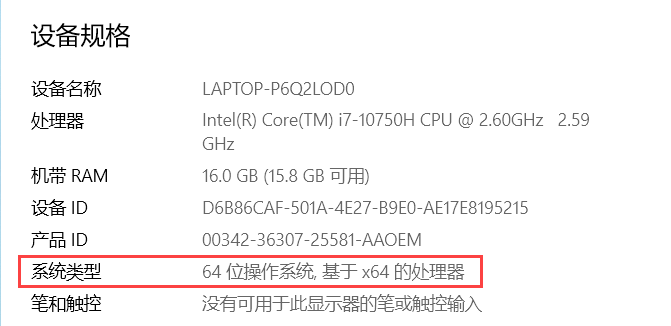 设备规格
设备名称 LAPTOP-P6Q2LOD0
处理器 Intel(R) Core(TM) i7-10750H CPU @ 2.60GHz 2.59
GHz
机带 RAM 16.0 GB (15.8 GB 可用)
设备 ID D6B86CAF-501A-4E27-B9E0-AE17E8195215
产品 ID 00342-36307-25581-AAOEM
系统类型 64 位操作系统, 基于 x64 的处理器
笔和触控 没有可用于此显示器的笔或触控输入